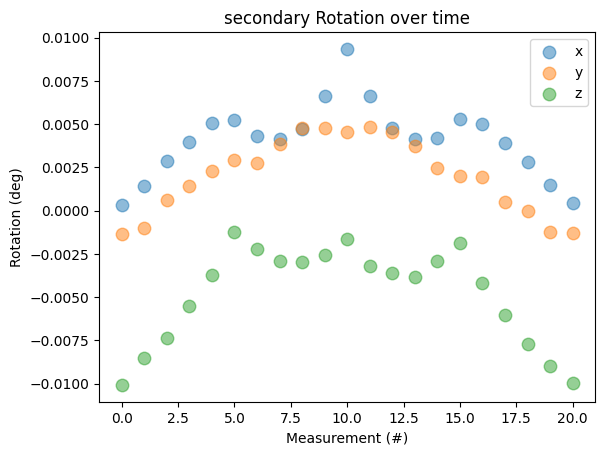 secondary Rotation over time
x
y
z
Rotation (deg)
0.0100
0.0075
0.0050
0.0025
0.0000
−0.0025
−0.0050
−0.0075
−0.0100
0.0 2.5 5.0 7.5 10.0 12.5 15.0 17.5 20.0
Measurement (#)